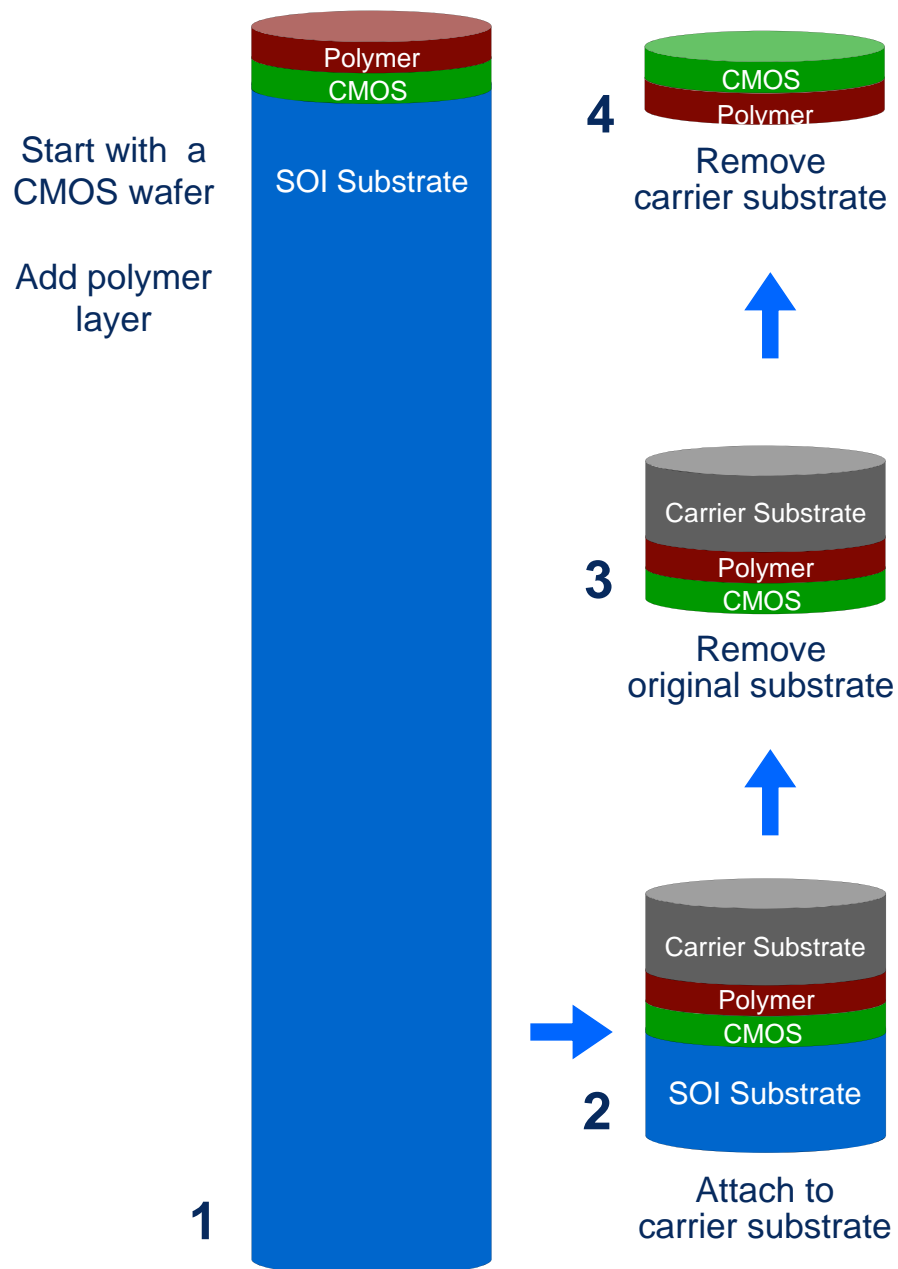 Polymer
CMOS
SOI Substrate
Start with a
CMOS wafer
Add polymer
layer
1
Carrier Substrate
Polymer
CMOS
SOI Substrate
2
Attach to
carrier substrate
Carrier Substrate
Polymer
CMOS
3
Remove
original substrate
CMOS
Polymer
4
Remove
carrier substrate